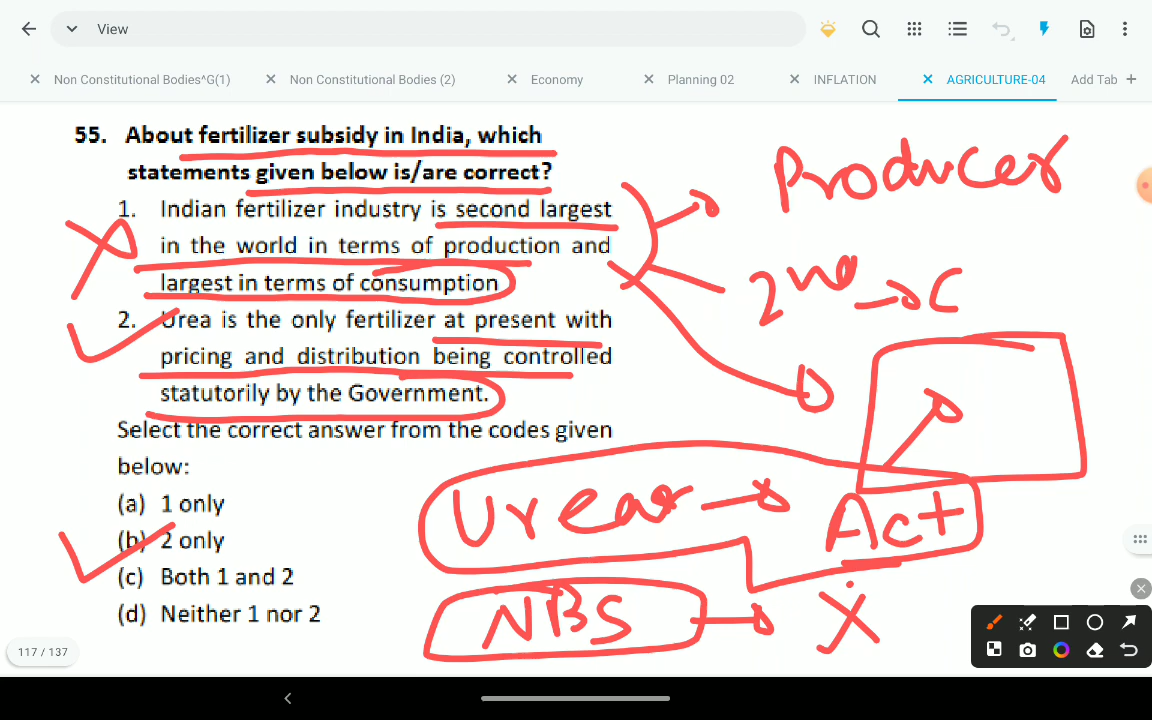 View
Non Constitutional Bodies^G(1)
Non Constitutional Bodies (2)
Economy
Planning 02
INFLATION
AGRICULTURE-04
Add Tab +
55. About fertilizer subsidy in India, which
statements given below is/are correct?
1. Indian fertilizer industry is second largest
in the world in terms of production and
largest in terms of consumption
2. Urea is the only fertilizer at present with
pricing and distribution being controlled
statutorily by the Government.
Select the correct answer from the codes given
below:
(a) 1 only
(b) 2 only
(c) Both 1 and 2
(d) Neither 1 nor 2
Producer
2nd → C
Urea → Act
NBS → X
117 / 137